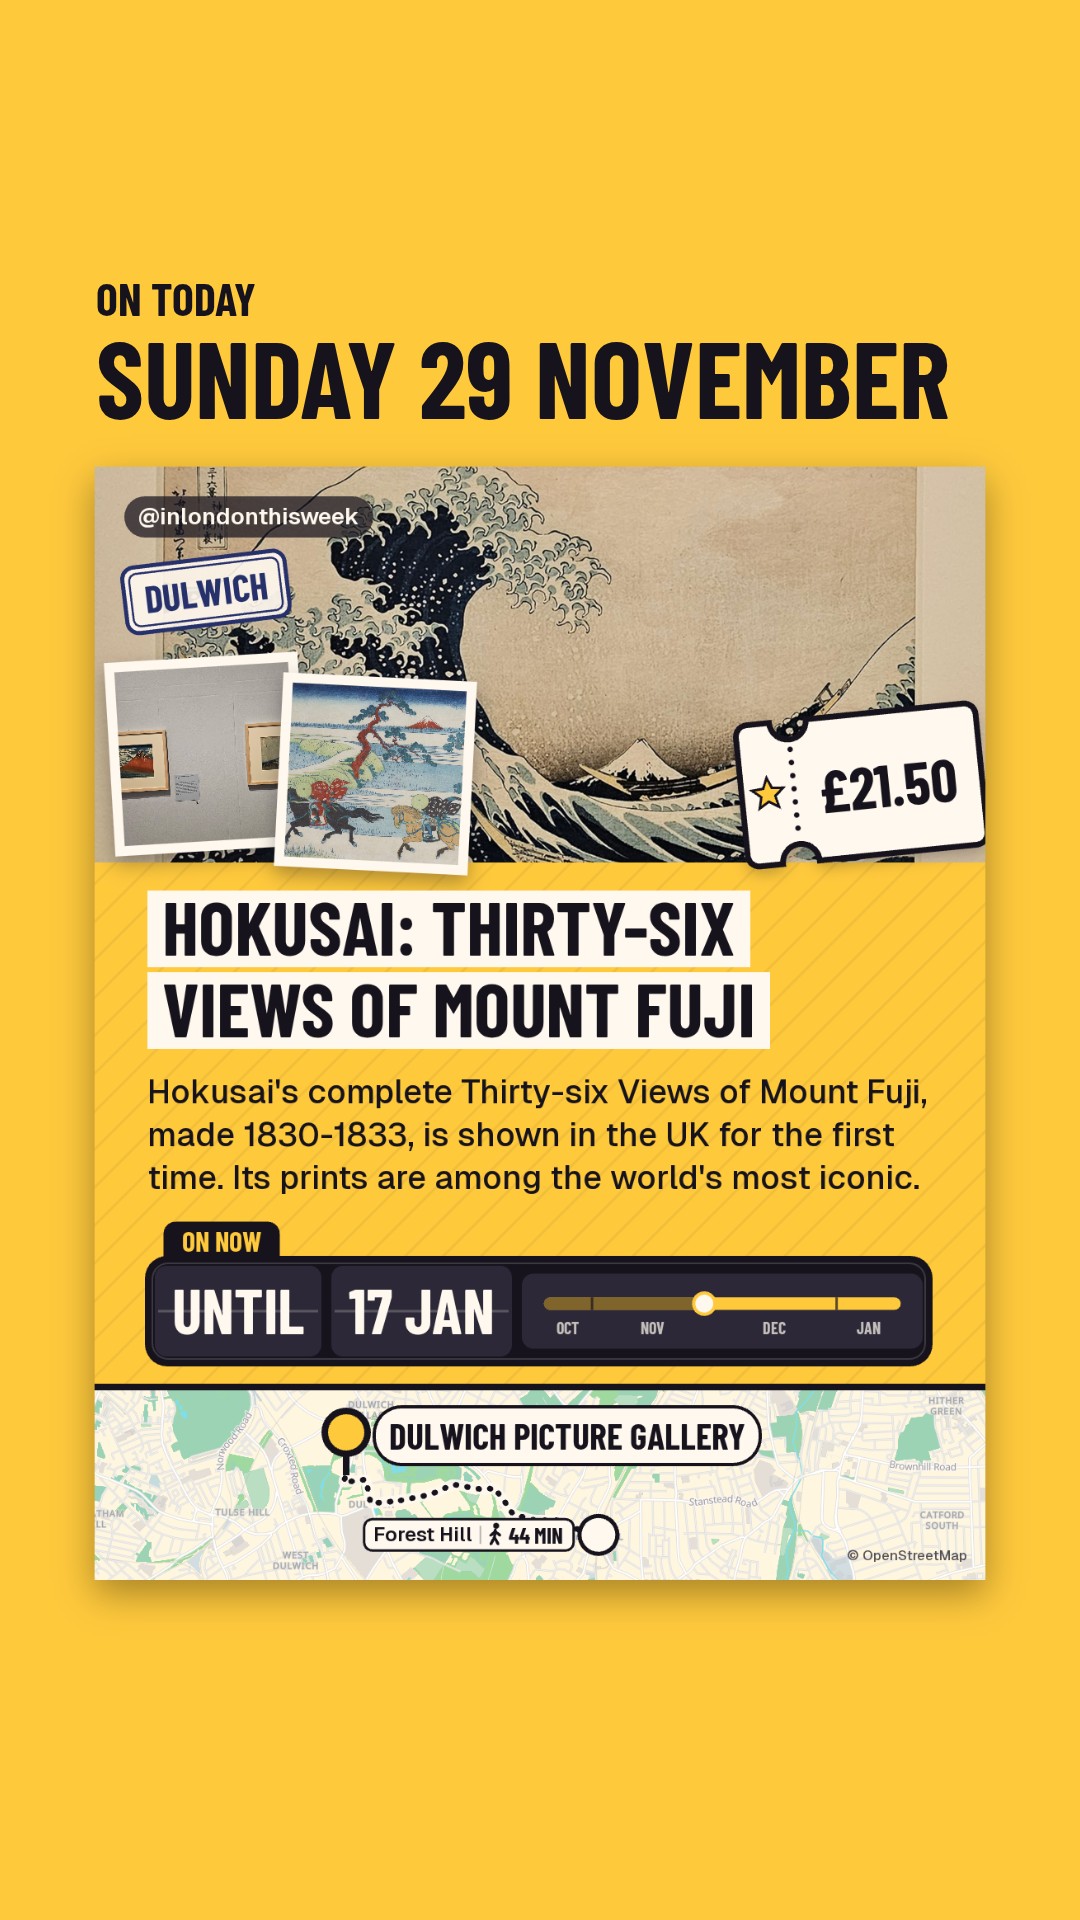 ON TODAY
SUNDAY 29 NOVEMBER
@inlondonthisweek
DULWICH
£21.50
HOKUSAI: THIRTY-SIX
VIEWS OF MOUNT FUJI
Hokusai's complete Thirty-six Views of Mount Fuji,
made 1830-1833, is shown in the UK for the first
time. Its prints are among the world's most iconic.
ON NOW
UNTIL 17 JAN
OCT NOV DEC JAN
DULWICH
HITHER
GREEN
DULWICH PICTURE GALLERY
Norwood Road
Croxted Road
Brownhill Road
TULSE HILL
Stanstead Road
CATFORD
SOUTH
Forest Hill 44 MIN
WEST
DULWICH
© OpenStreetMap